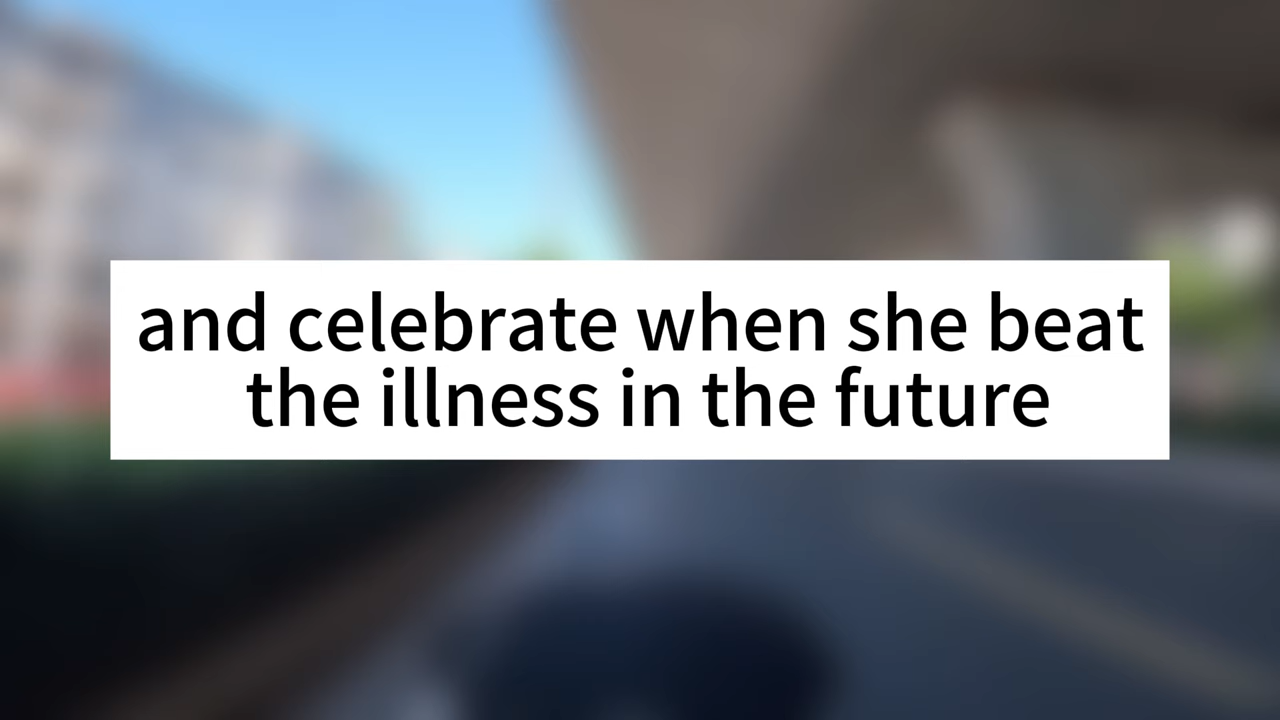 and celebrate when she beat
the illness in the future